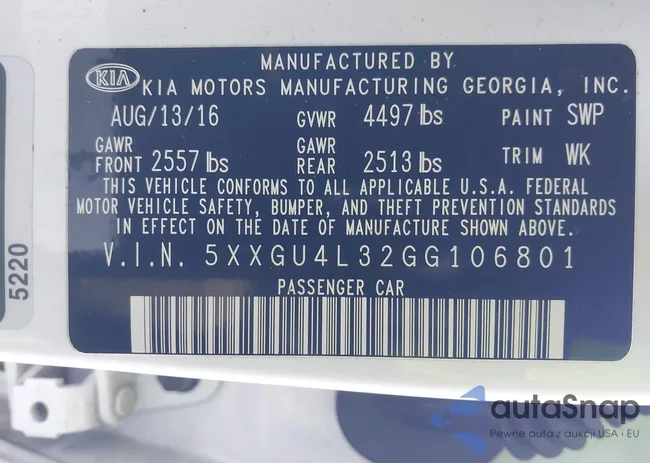 MANUFACTURED BY
KIA KIA MOTORS MANUFACTURING GEORGIA, INC.
AUG/13/16 GVWR 4497 lbs PAINT SWP
GAWR FRONT 2557 lbs GAWR REAR 2513 lbs TRIM WK
THIS VEHICLE CONFORMS TO ALL APPLICABLE U.S.A. FEDERAL
MOTOR VEHICLE SAFETY, BUMPER, AND THEFT PREVENTION STANDARDS
IN EFFECT ON THE DATE OF MANUFACTURE SHOWN ABOVE.
V.I.N. 5XXGU4L32GG106801
PASSENGER CAR
5220
autaSnap
Pewne auta z aukcji USA i EU